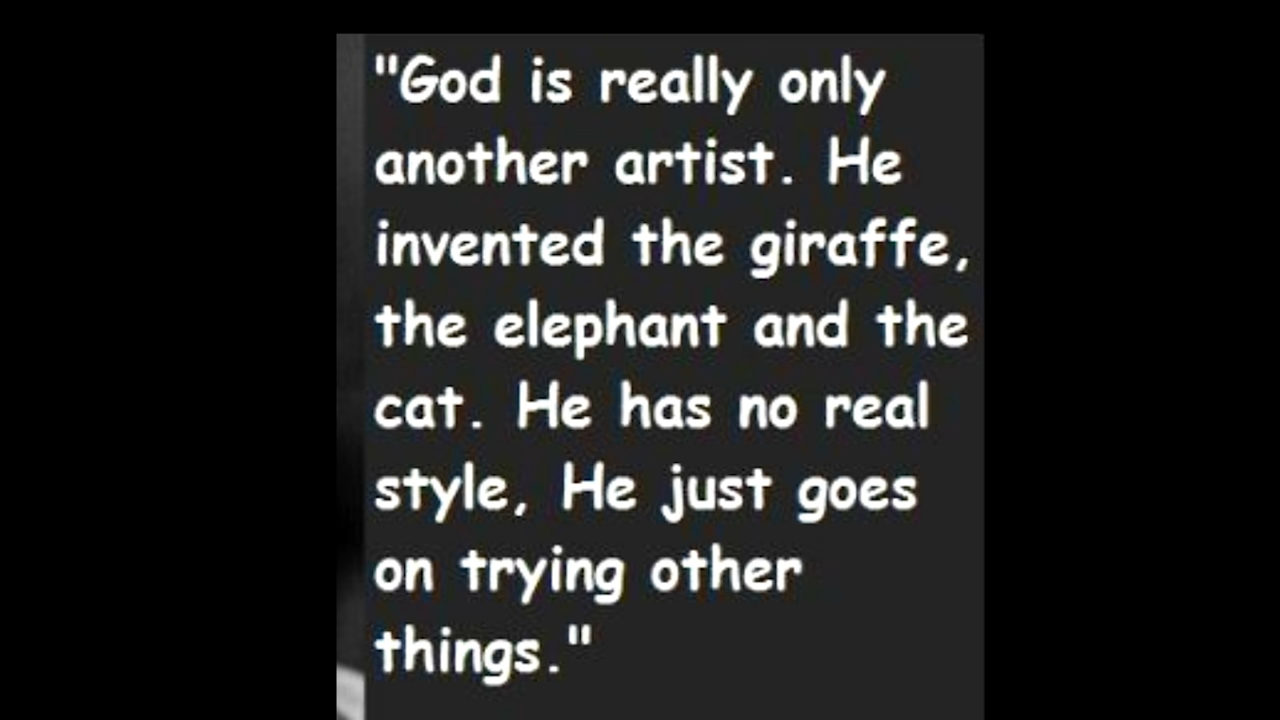 "God is really only
another artist. He
invented the giraffe,
the elephant and the
cat. He has no real
style, He just goes
on trying other
things."